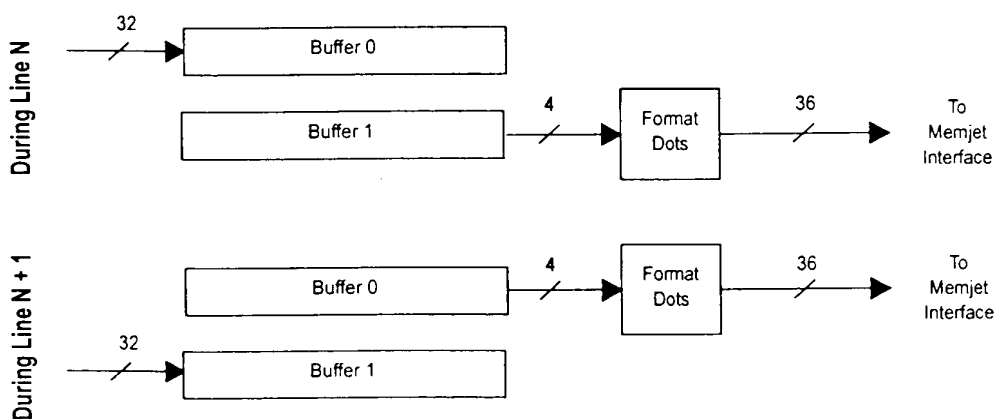 During Line N
32
Buffer 0
Buffer 1
4
Format
Dots
36
To
Memjet
Interface
During Line N + 1
Buffer 0
4
Format
Dots
36
To
Memjet
Interface
32
Buffer 1